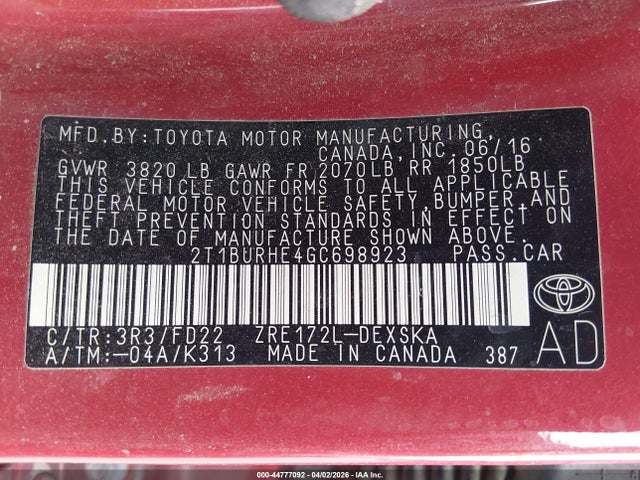 MFD.BY:TOYOTA MOTOR MANUFACTURING,
CANADA,INC. 06/16
GVWR 3820 LB GAWR FR 2070LB RR 1850LB
THIS VEHICLE CONFORMS TO ALL APPLICABLE
FEDERAL MOTOR VEHICLE SAFETY,BUMPER,AND
THEFT PREVENTION STANDARDS IN EFFECT ON
THE DATE OF MANUFACTURE SHOWN ABOVE.
2T1BURHE4GC698923 PASS.CAR
C/TR:3R3/FD22 ZRE172L-DEXSKA
A/TM:-04A/K313 MADE IN CANADA 387
AD
000-44777092 - 04/02/2026 - IAA Inc.